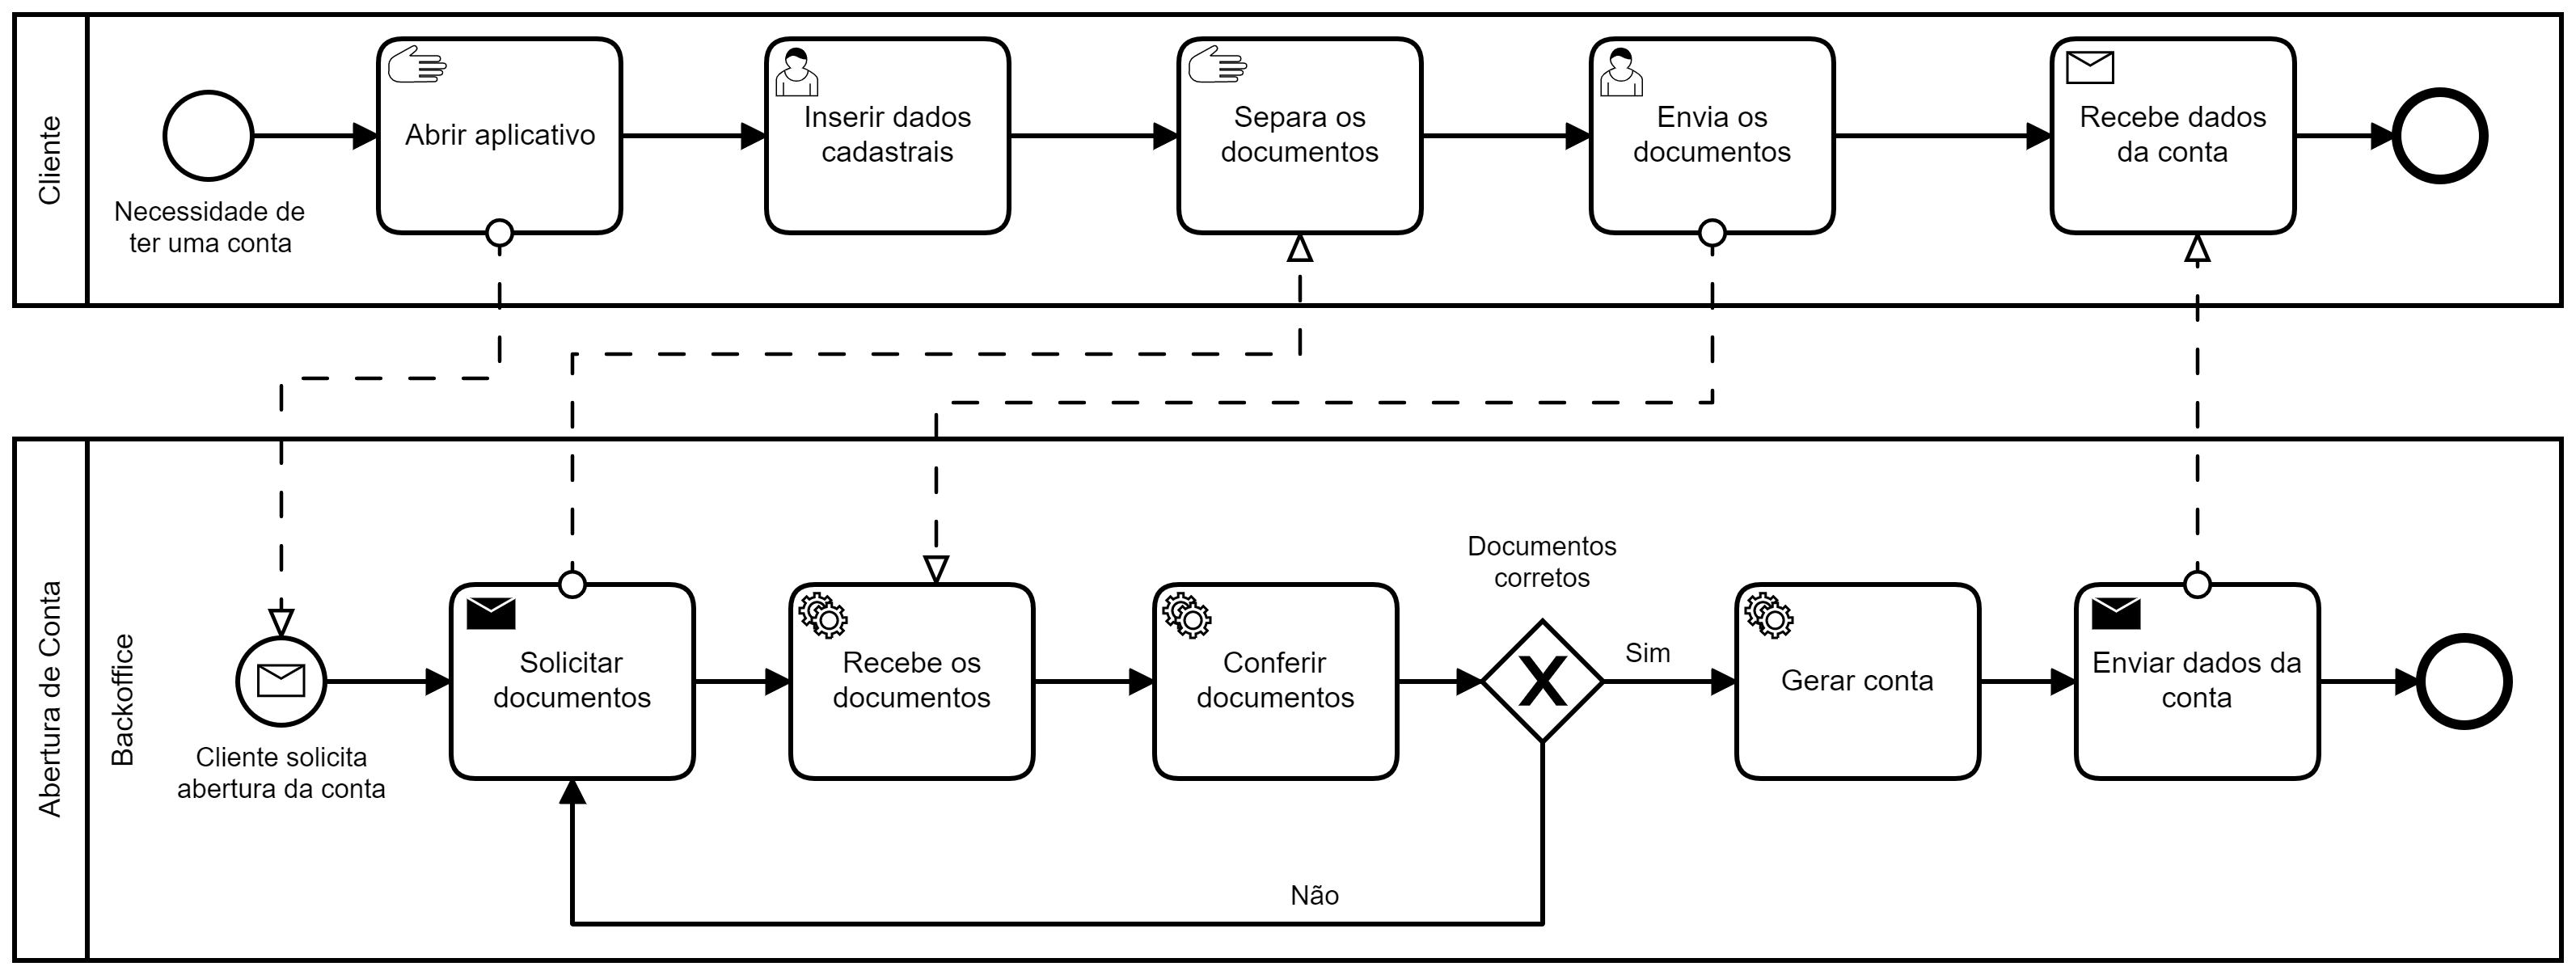 Cliente
Necessidade de
ter uma conta
Abrir aplicativo
Inserir dados
cadastrais
Separa os
documentos
Envia os
documentos
Recebe dados
da conta
Abertura de Conta
Backoffice
Cliente solicita
abertura da conta
Solicitar
documentos
Recebe os
documentos
Conferir
documentos
Documentos
corretos
Sim
Não
Gerar conta
Enviar dados da
conta